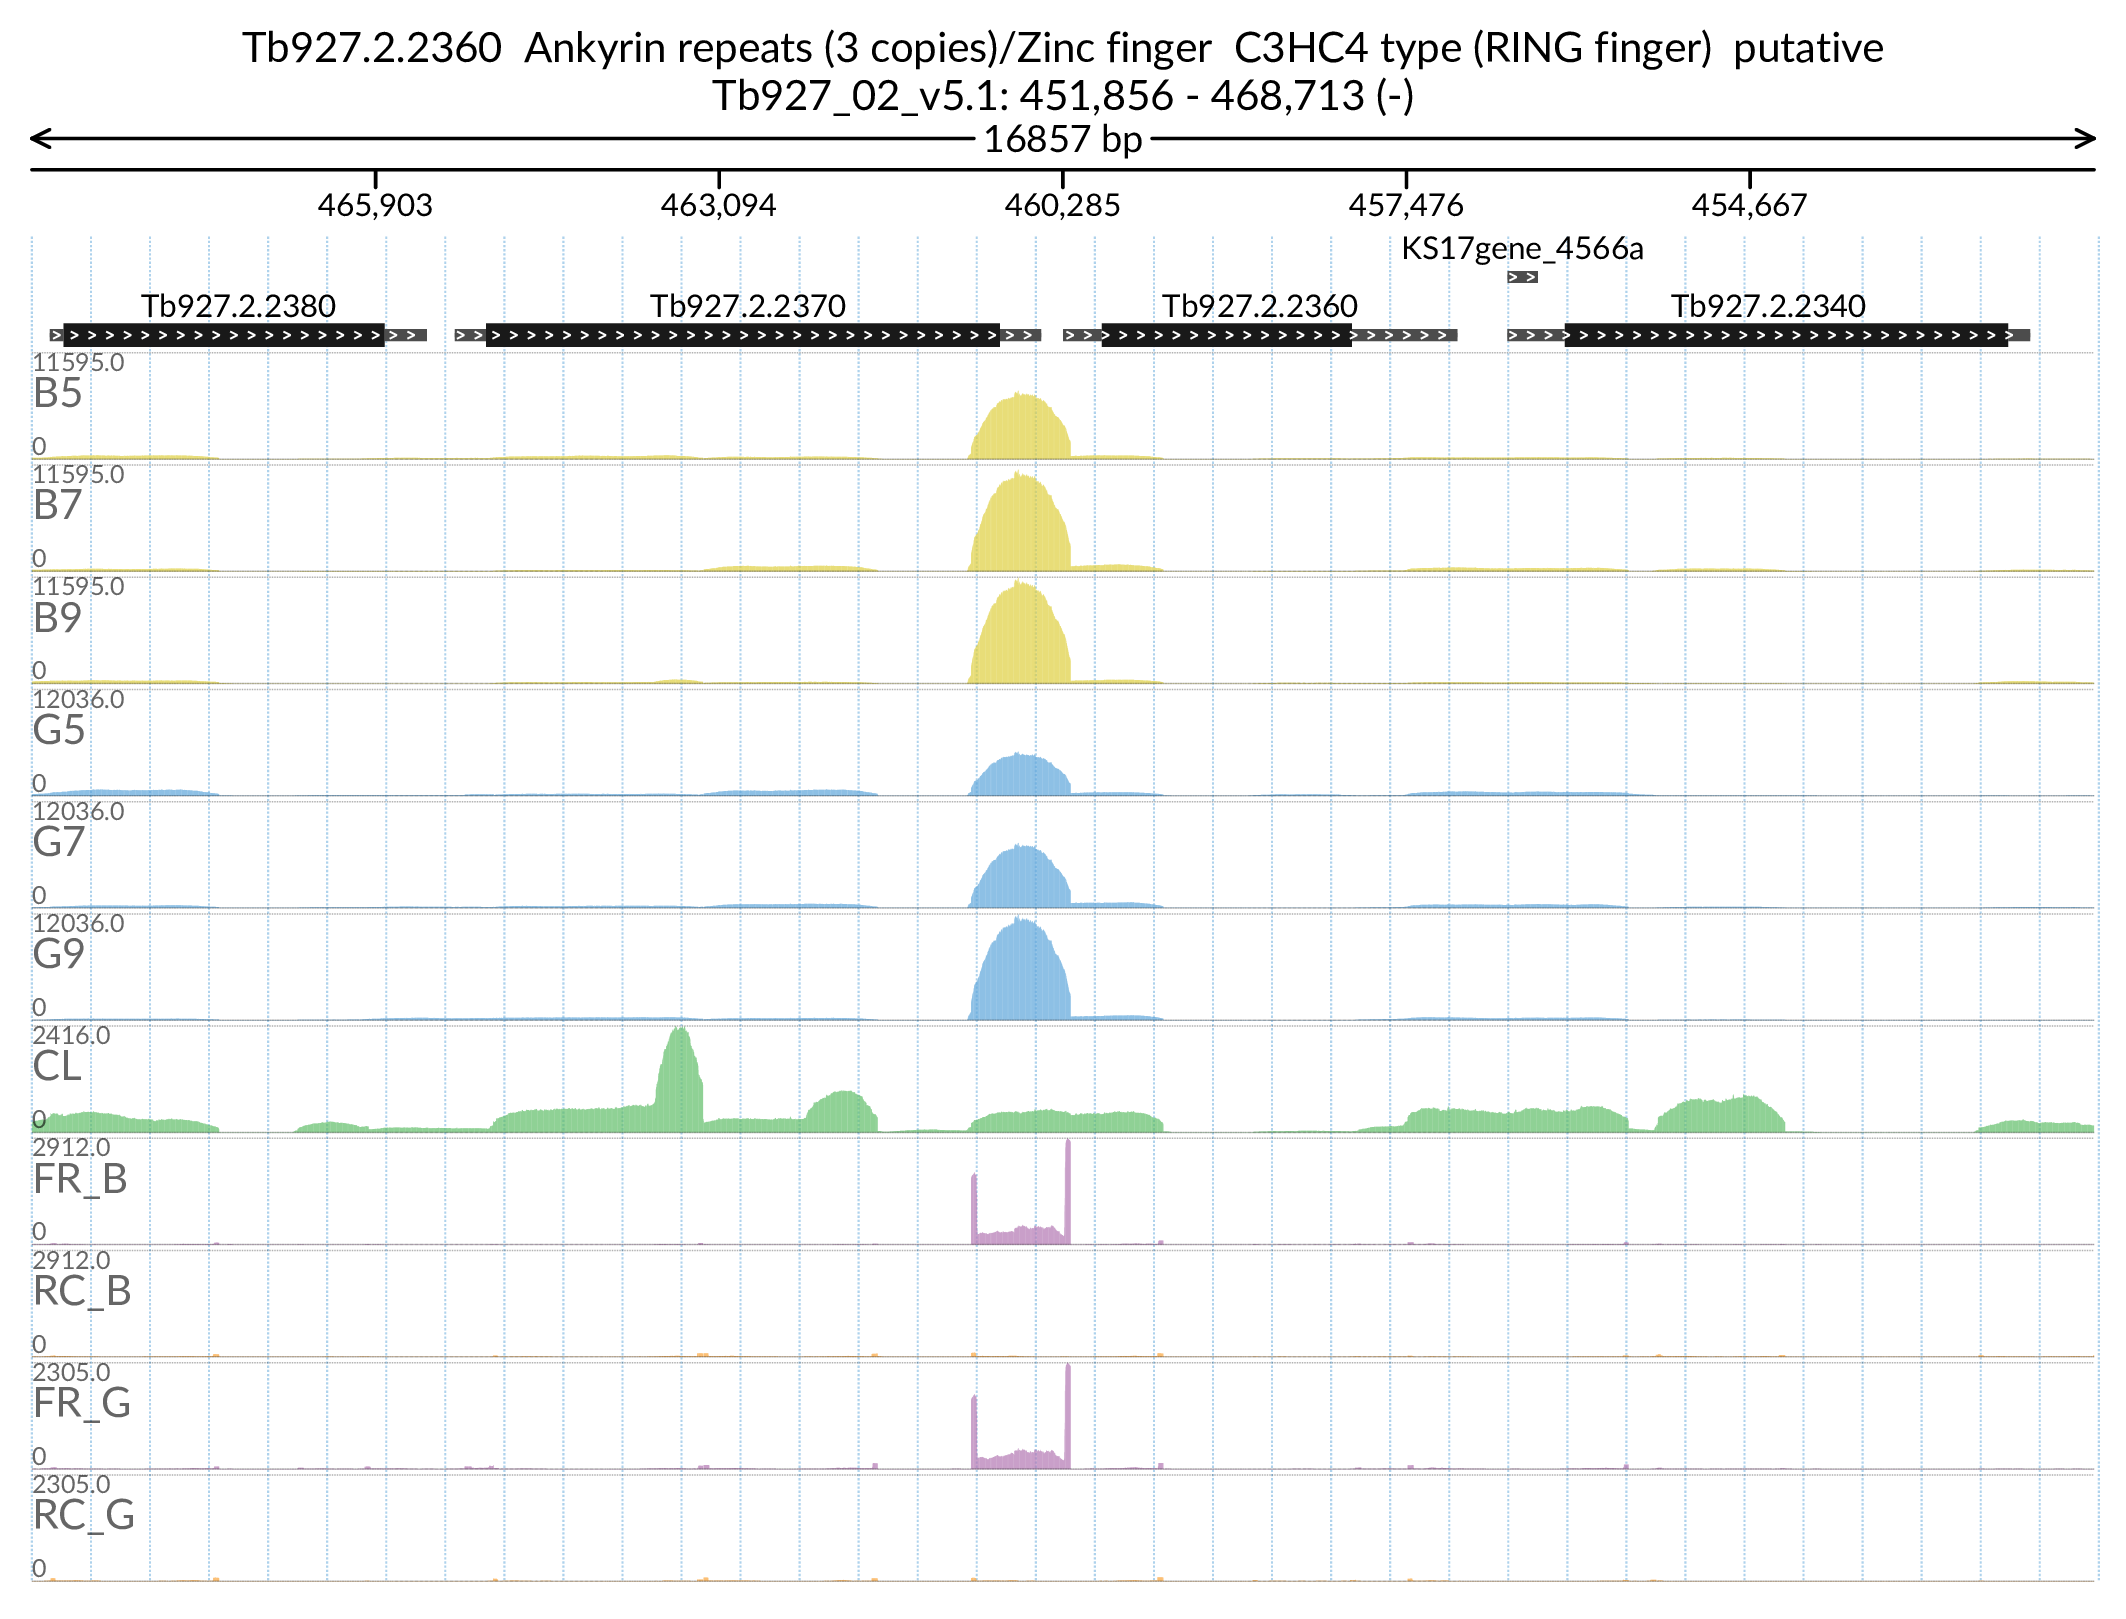 Tb927.2.2360  Ankyrin repeats (3 copies)/Zinc finger  C3HC4 type (RING finger)  putative
Tb927_02_v5.1: 451,856 - 468,713 (-)
16857 bp
465,903 463,094 460,285 457,476 454,667
KS17gene_4566a
Tb927.2.2380 Tb927.2.2370 Tb927.2.2360 Tb927.2.2340
11595.0
B5
0
11595.0
B7
0
11595.0
B9
0
12036.0
G5
0
12036.0
G7
0
12036.0
G9
0
2416.0
CL
0
2912.0
FR_B
0
2912.0
RC_B
0
2305.0
FR_G
0
2305.0
RC_G
0